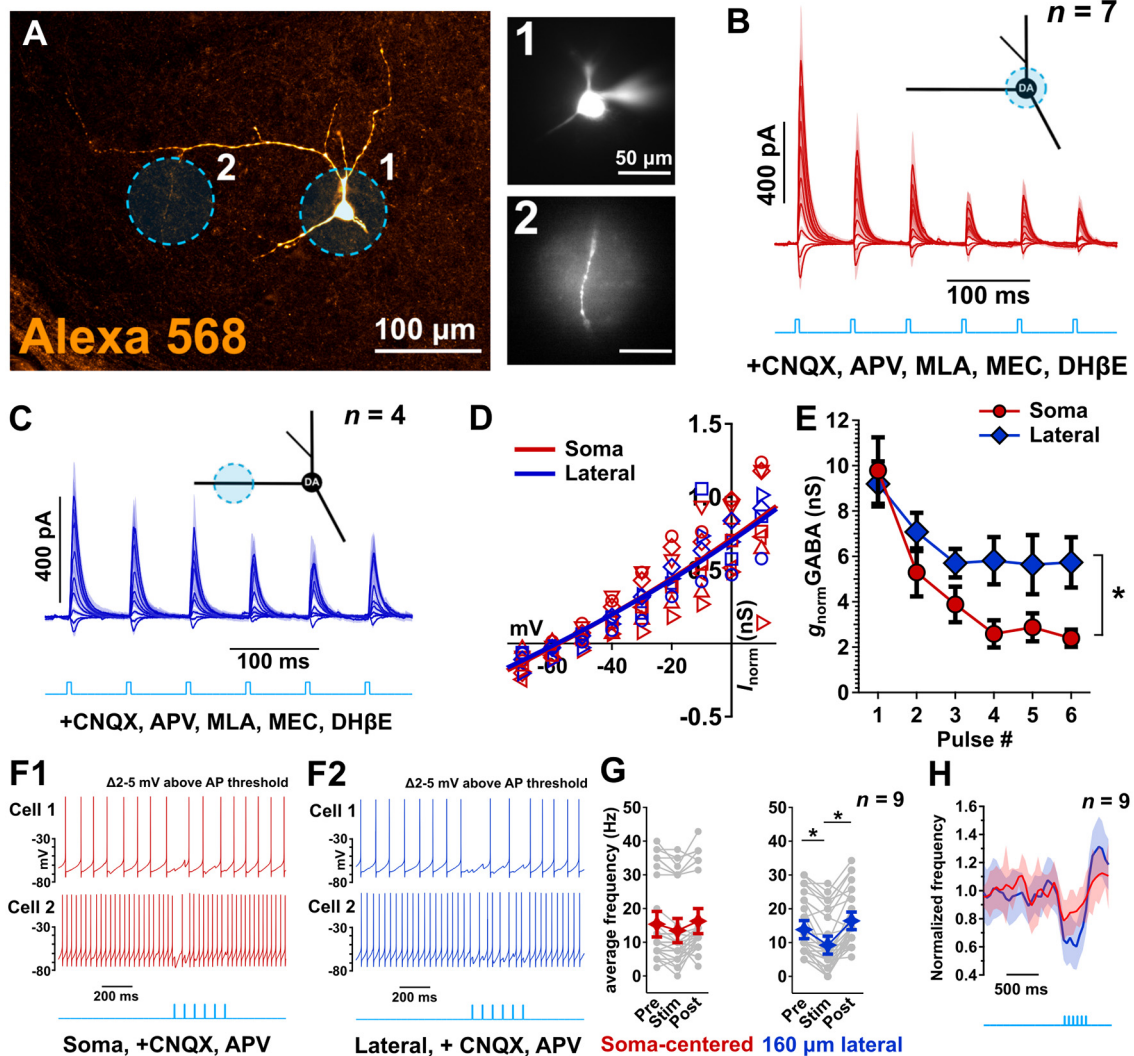 A
2
1
Alexa 568
100 µm
1
50 µm
2
B
n = 7
DA
400 pA
100 ms
+CNQX, APV, MLA, MEC, DHβE
C
n = 4
DA
400 pA
100 ms
+CNQX, APV, MLA, MEC, DHβE
D
Soma
Lateral
1.5
1.0
0.5
-0.5
mV
-60
-40
-20
Inorm (nS)
E
Soma
Lateral
gnormGABA (nS)
12
10
8
6
4
2
0
*
1 2 3 4 5 6
Pulse #
F1
Δ2-5 mV above AP threshold
Cell 1
-30
mV
-80
Cell 2
-30
-80
200 ms
Soma, +CNQX, APV
F2
Δ2-5 mV above AP threshold
-30
mV
-80
-30
-80
200 ms
Lateral, + CNQX, APV
G
n = 9
average frequency (Hz)
50
40
30
20
10
0
Pre Stim Post
Soma-centered
50
40
30
20
10
0
* *
Pre Stim Post
160 µm lateral
H
n = 9
Normalized frequency
1.6
1.4
1.2
1.0
0.8
0.6
0.4
500 ms